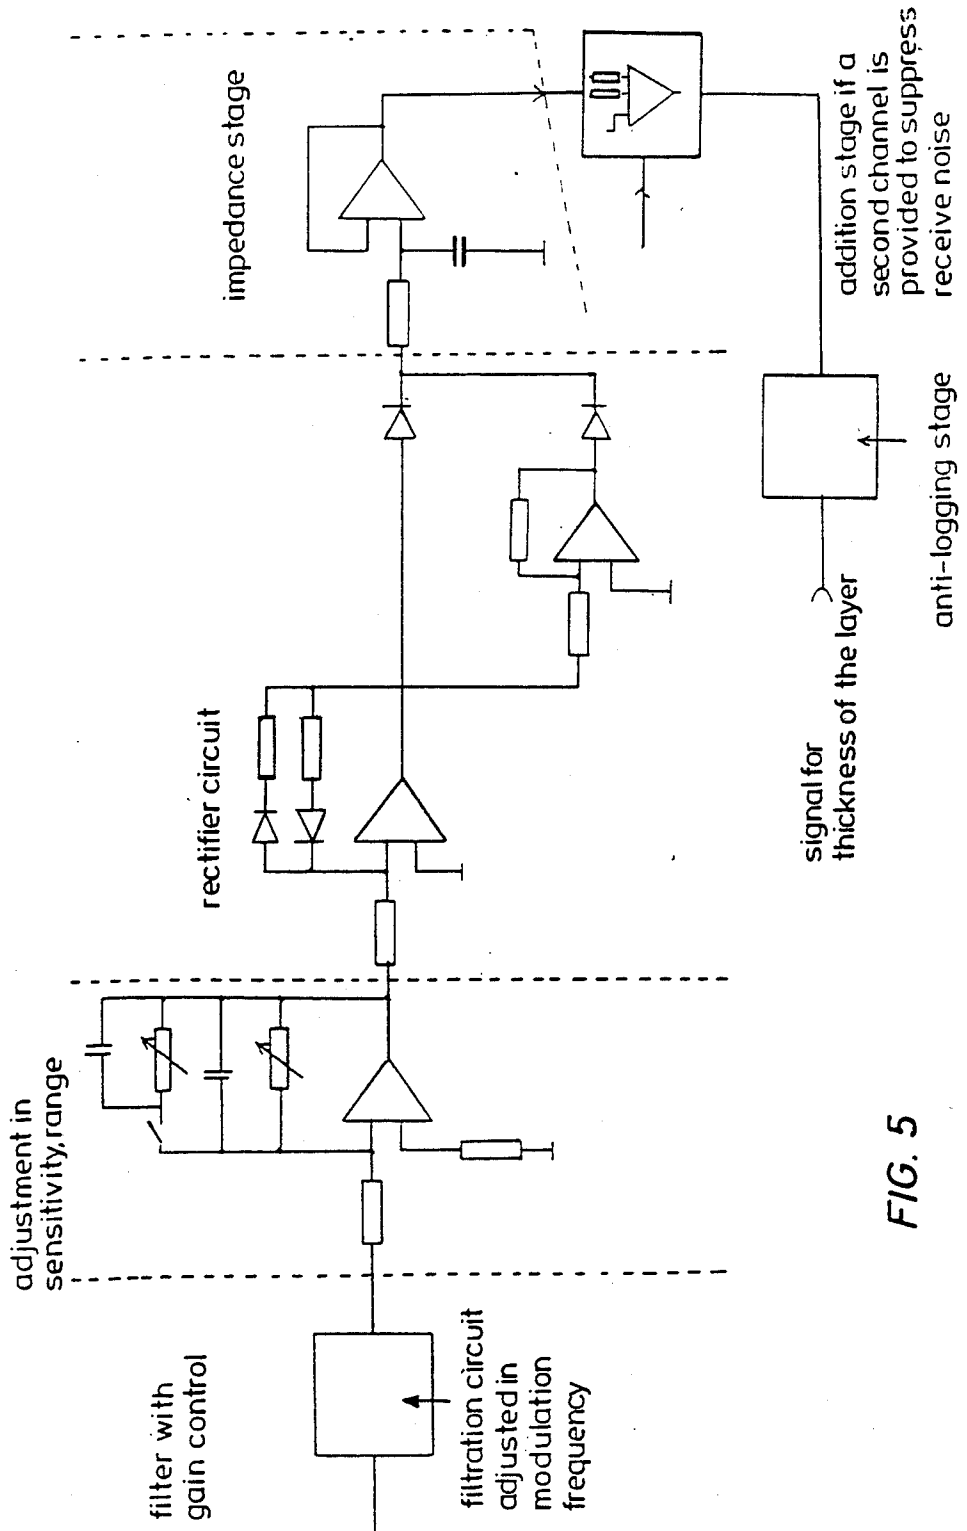 filter with
gain control
filtration circuit
adjusted in
modulation
frequency
adjustment in
sensitivity, range
rectifier circuit
impedance stage
addition stage if a
second channel is
provided to suppress
receive noise
anti-logging stage
signal for
thickness of the layer
FIG. 5